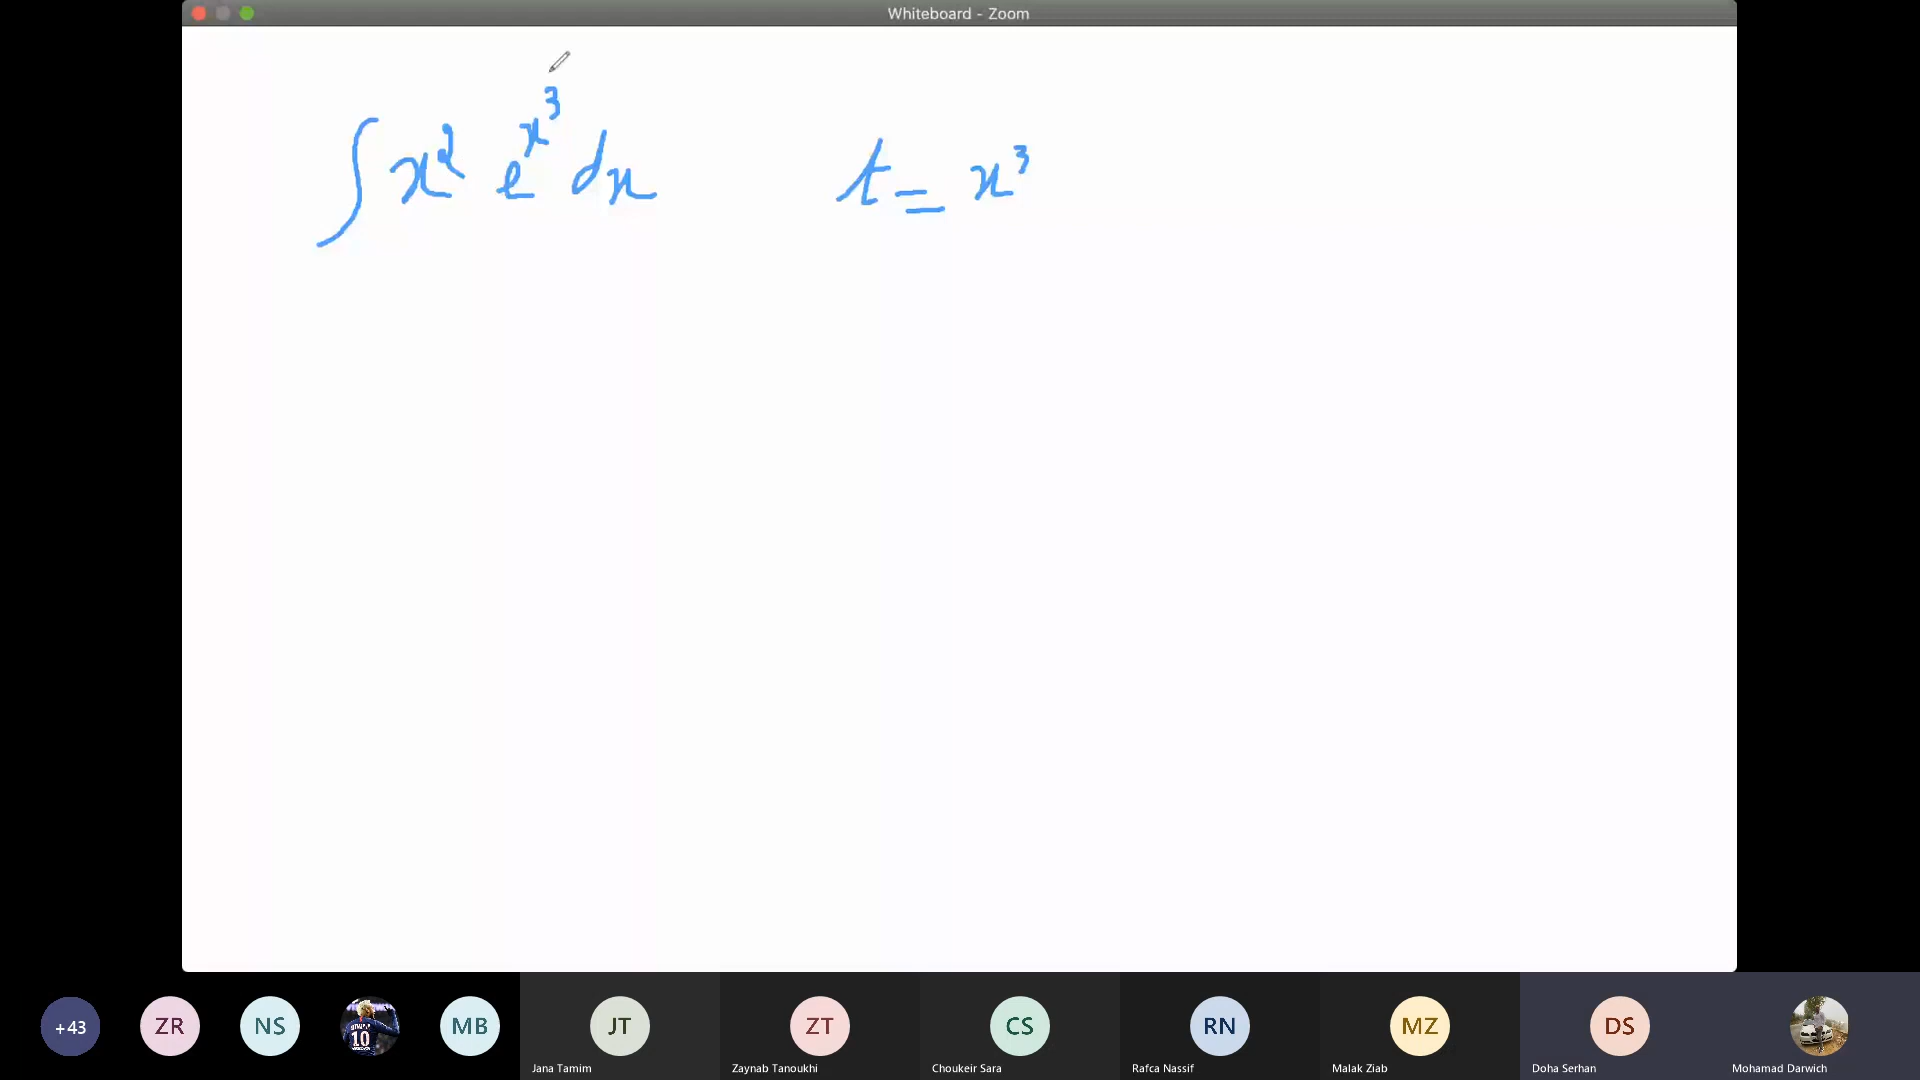 Whiteboard - Zoom
∫ x² e^{x³} dx    t = x³
+43 ZR NS 10 MB JT ZT CS RN MZ DS
Jana Tamim Zaynab Tanoukhi Choukeir Sara Rafca Nassif Malak Ziab Doha Serhan Mohamad Darwich